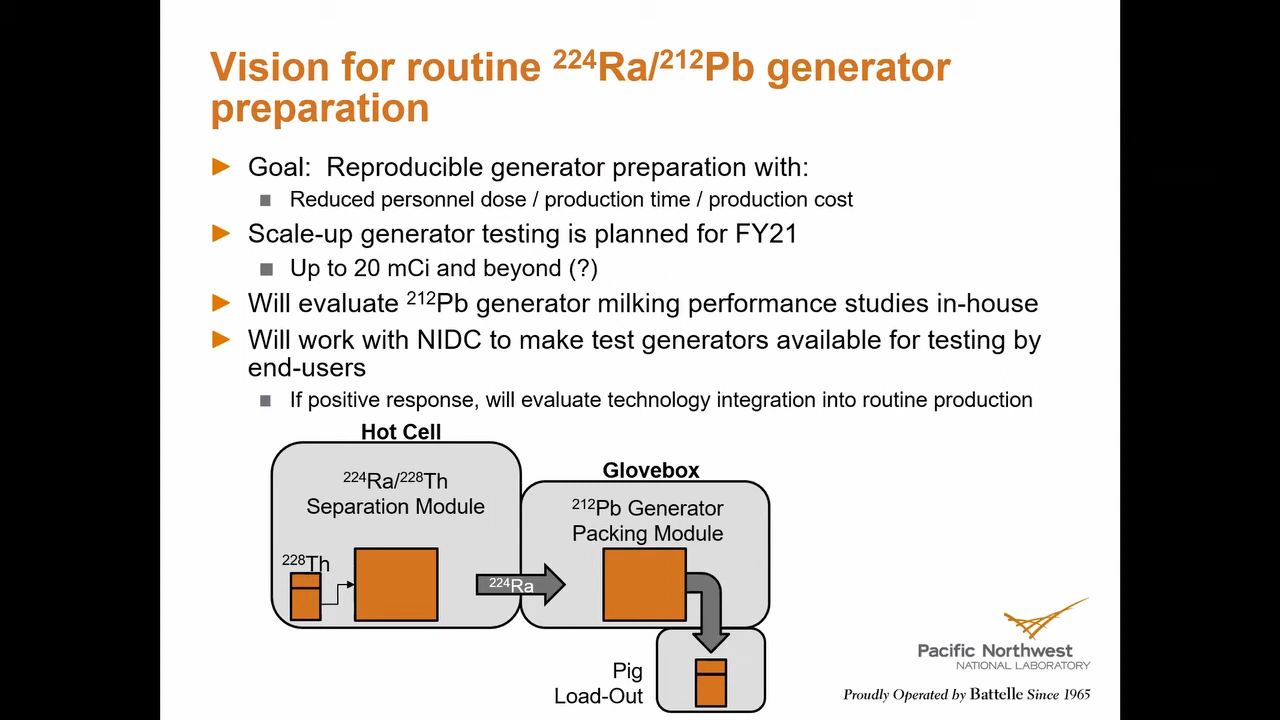 Vision for routine ²²⁴Ra/²¹²Pb generator
preparation
► Goal:  Reproducible generator preparation with:
■ Reduced personnel dose / production time / production cost
► Scale-up generator testing is planned for FY21
■ Up to 20 mCi and beyond (?)
► Will evaluate ²¹²Pb generator milking performance studies in-house
► Will work with NIDC to make test generators available for testing by
end-users
■ If positive response, will evaluate technology integration into routine production
Hot Cell
²²⁴Ra/²²⁸Th
Separation Module
²²⁸Th
²²⁴Ra
Glovebox
²¹²Pb Generator
Packing Module
Pig
Load-Out
Pacific Northwest
NATIONAL LABORATORY
Proudly Operated by Battelle Since 1965